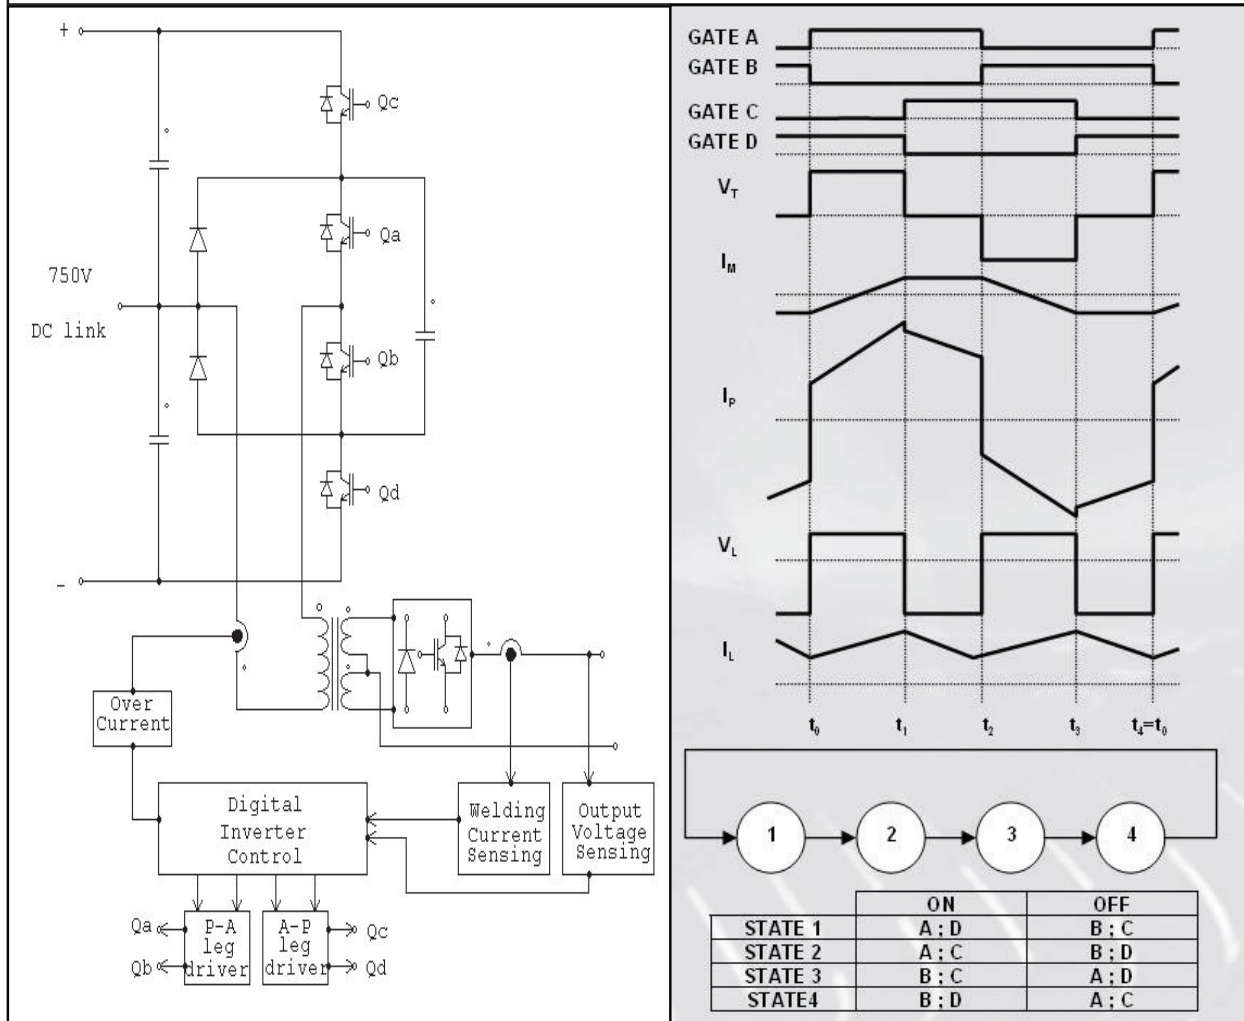 +
Qc
Qa
750V
DC link
Qb
Qd
-
Over
Current
Digital
Inverter
Control
Welding
Current
Sensing
Output
Voltage
Sensing
Qa
Qb
P-A
leg
driver
A-P
leg
driver
Qc
Qd
GATE A
GATE B
GATE C
GATE D
VT
IM
IP
VL
IL
t0 t1 t2 t3 t4=t0
1 2 3 4
ON OFF
STATE 1 A ; D B ; C
STATE 2 A ; C B ; D
STATE 3 B ; C A ; D
STATE4 B ; D A ; C